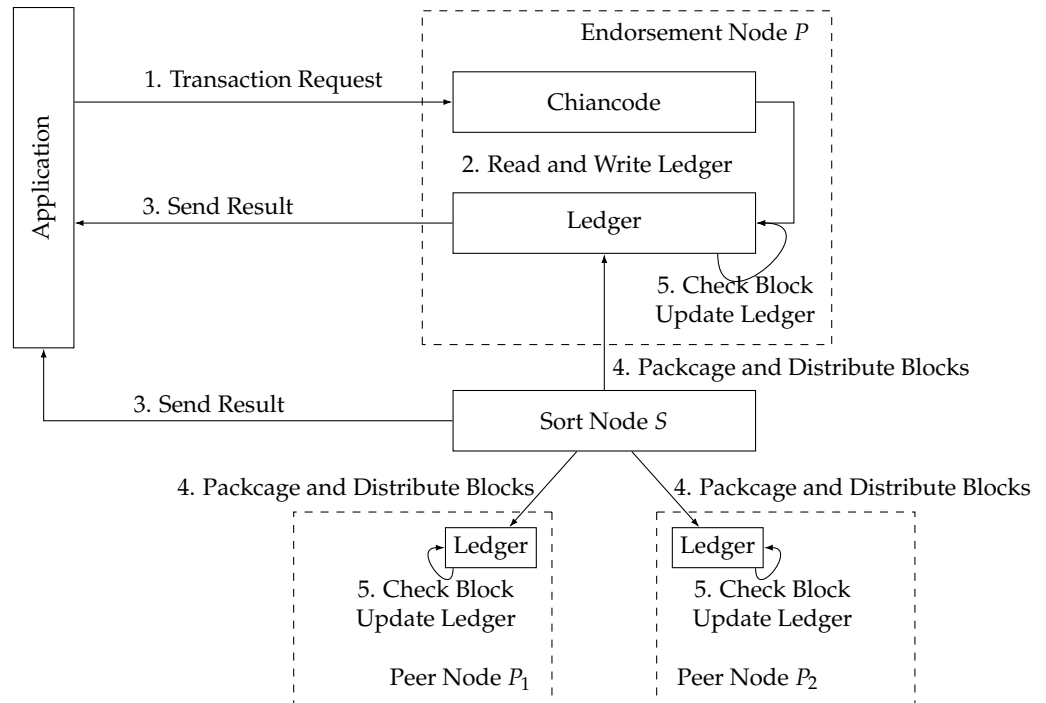 Endorsement Node P
1. Transaction Request
Chiancode
Application
2. Read and Write Ledger
3. Send Result
Ledger
5. Check Block
Update Ledger
4. Packcage and Distribute Blocks
3. Send Result
Sort Node S
4. Packcage and Distribute Blocks
4. Packcage and Distribute Blocks
Ledger
Ledger
5. Check Block
Update Ledger
5. Check Block
Update Ledger
Peer Node P1
Peer Node P2